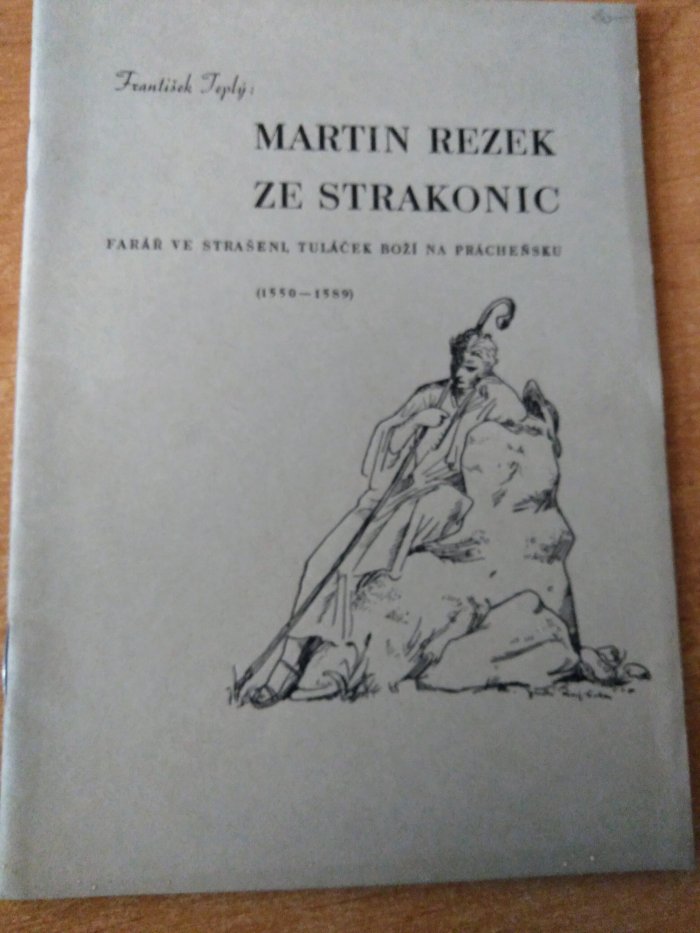 František Teplý:
MARTIN REZEK
ZE STRAKONIC
FARÁŘ VE STRAŠENI, TULÁČEK BOŽÍ NA PRÁCHEŇSKU
(1550—1589)